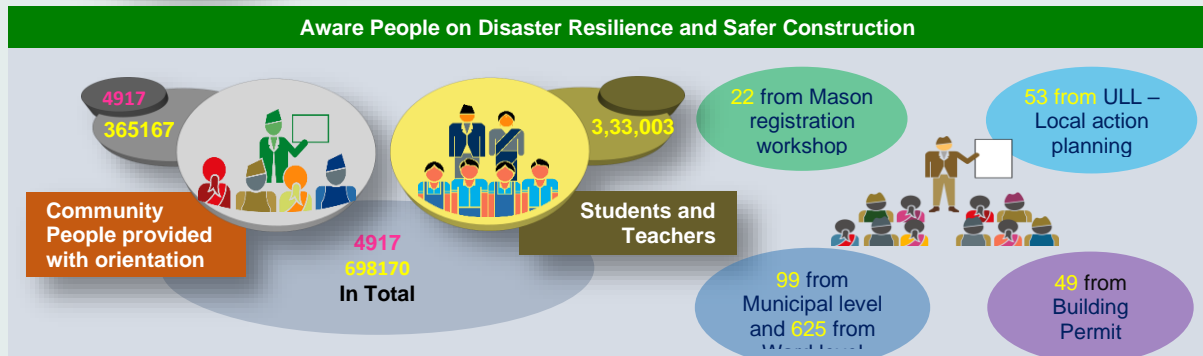 Aware People on Disaster Resilience and Safer Construction
4917
365167
Community
People provided
with orientation
3,33,003
Students and
Teachers
4917
698170
In Total
22 from Mason
registration
workshop
53 from ULL –
Local action
planning
99 from
Municipal level
and 625 from
Ward level
49 from
Building
Permit